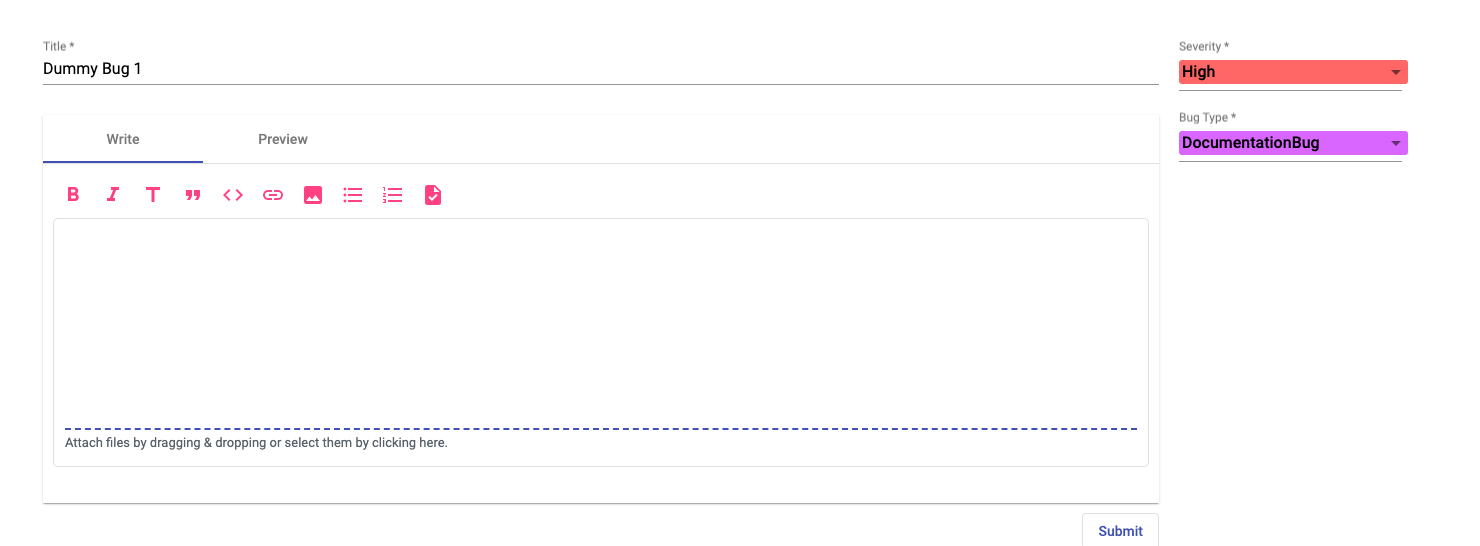 Title *
Dummy Bug 1
Severity *
High
Bug Type *
DocumentationBug
Write Preview
Attach files by dragging & dropping or select them by clicking here.
Submit